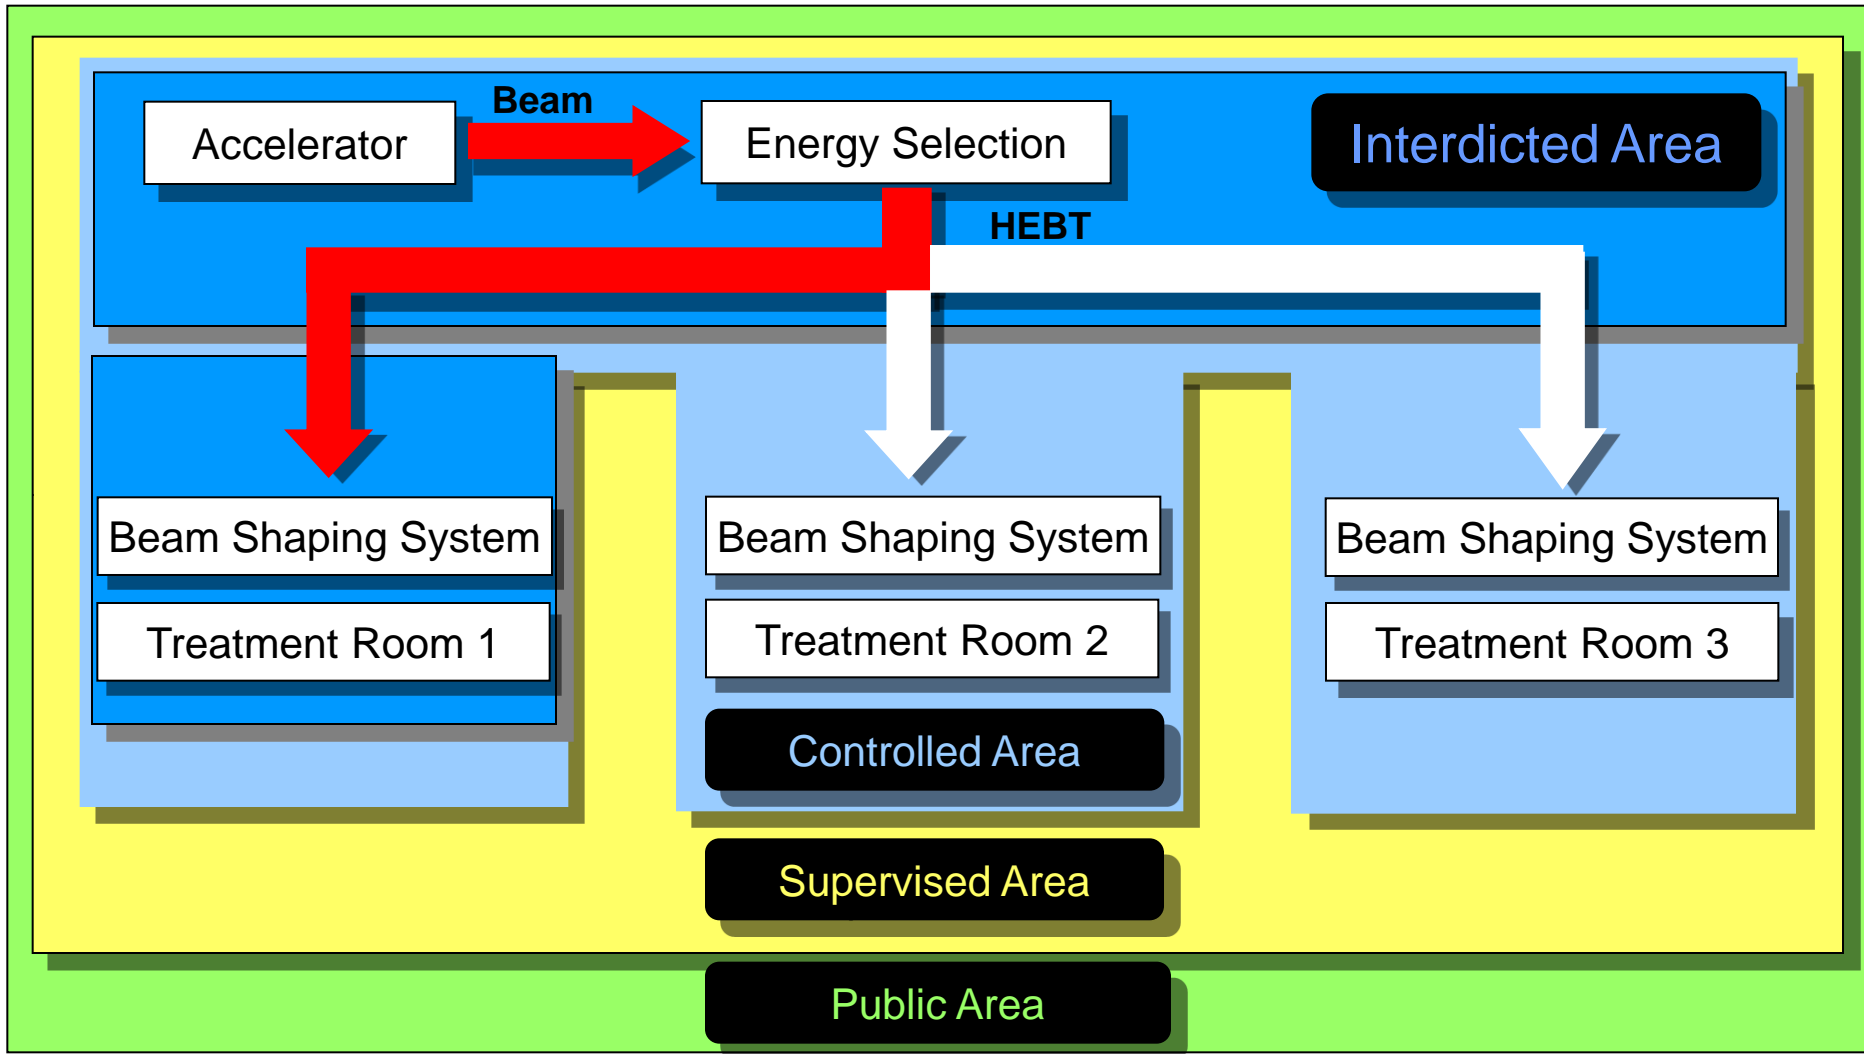 Beam
Accelerator
Energy Selection
Interdicted Area
HEBT
Beam Shaping System
Beam Shaping System
Beam Shaping System
Treatment Room 1
Treatment Room 2
Treatment Room 3
Controlled Area
Supervised Area
Public Area